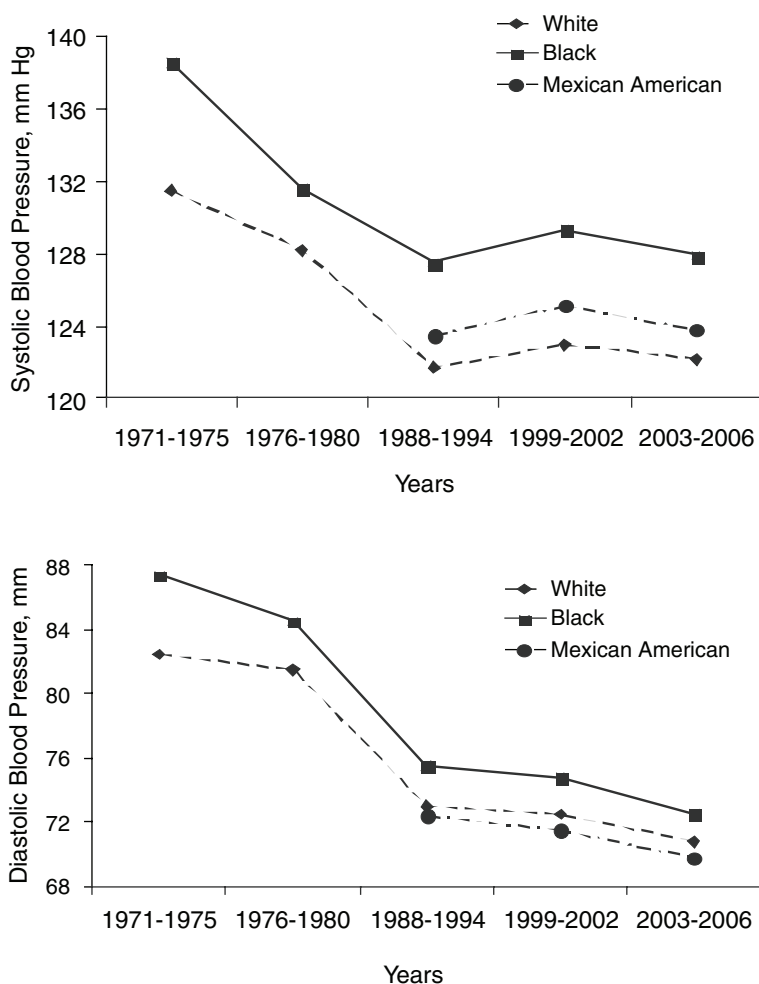 White
Black
Mexican American
Systolic Blood Pressure, mm Hg
140
136
132
128
124
120
1971-1975 1976-1980 1988-1994 1999-2002 2003-2006
Years
White
Black
Mexican American
Diastolic Blood Pressure, mm
88
84
80
76
72
68
1971-1975 1976-1980 1988-1994 1999-2002 2003-2006
Years